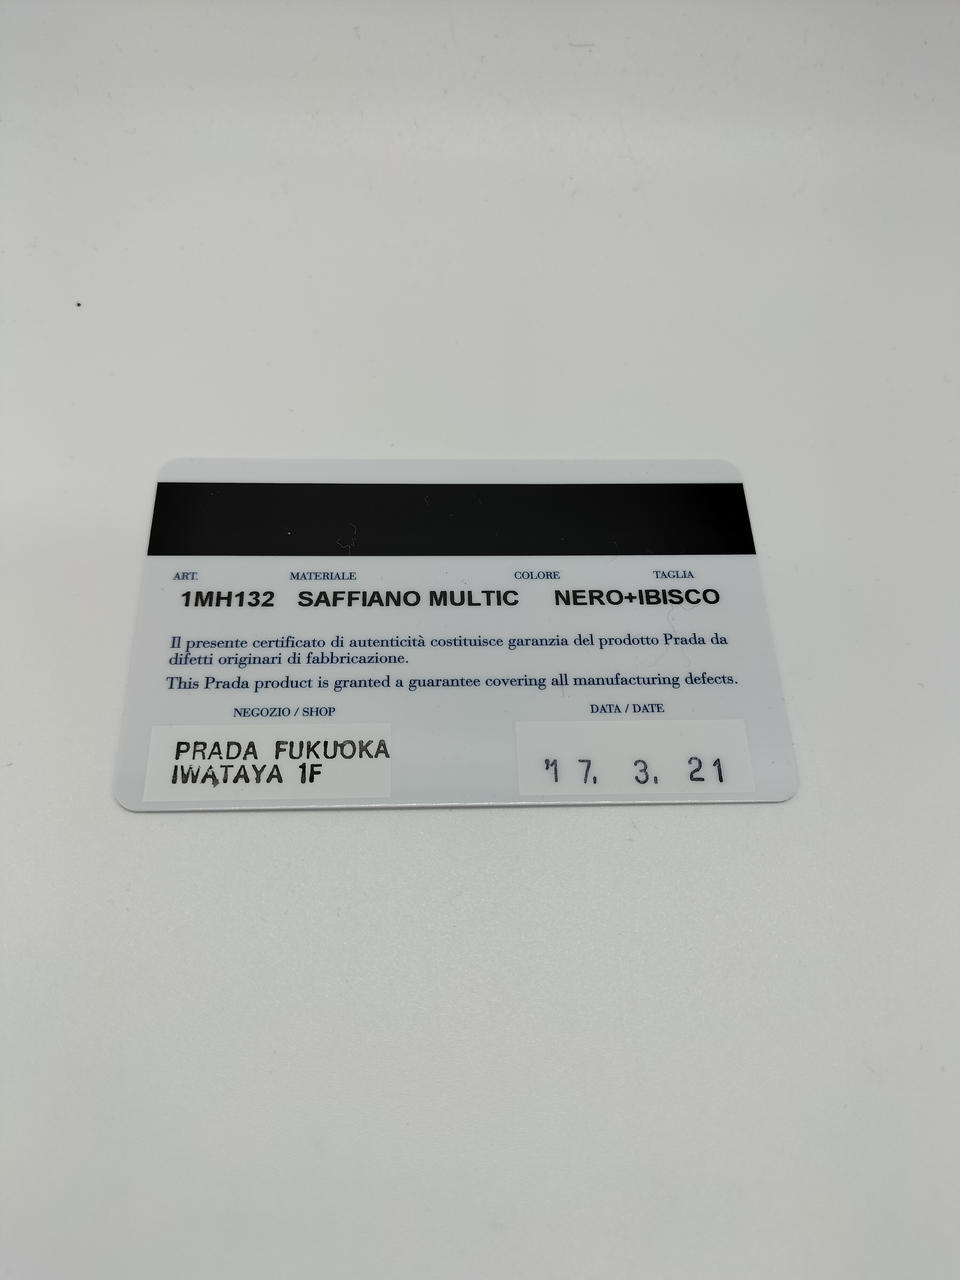 ART. MATERIALE COLORE TAGLIA
1MH132 SAFFIANO MULTIC NERO+IBISCO
Il presente certificato di autenticità costituisce garanzia del prodotto Prada da
difetti originari di fabbricazione.
This Prada product is granted a guarantee covering all manufacturing defects.
NEGOZIO / SHOP DATA / DATE
PRADA FUKUOKA
IWATAYA 1F
'17. 3. 21